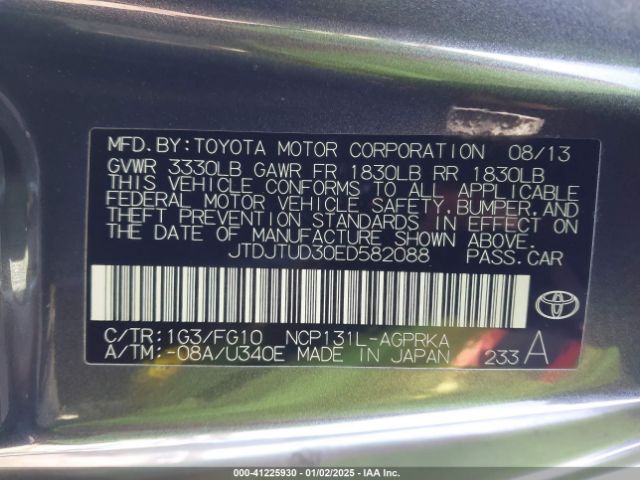 MFD. BY: TOYOTA MOTOR CORPORATION 08/13
GVWR 3330LB GAWR FR 1830LB RR 1830LB
THIS VEHICLE CONFORMS TO ALL APPLICABLE
FEDERAL MOTOR VEHICLE SAFETY, BUMPER, AND
THEFT PREVENTION STANDARDS IN EFFECT ON
THE DATE OF MANUFACTURE SHOWN ABOVE.
JTDJTUD30ED582088 PASS. CAR
C/TR: 1G3/FG10 NCP131L-AGPRKA
A/TM: -08A/U340E MADE IN JAPAN 233 A
TOYOTA
000-41225930 - 01/02/2025 - IAA Inc.